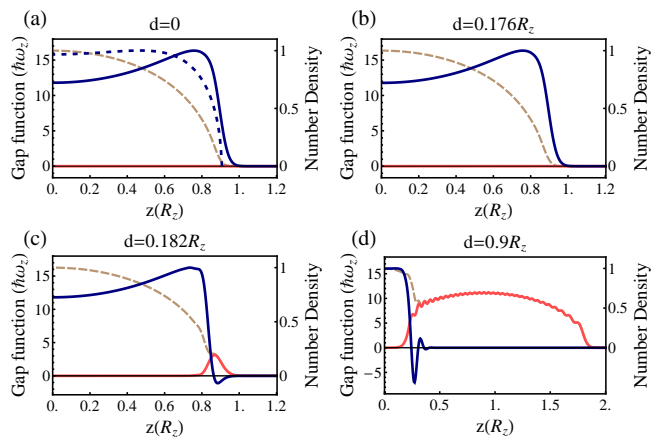 (a)
d=0
Gap function (ℏω_z)
15
10
5
0
1
0.5
0
Number Density
0. 0.2 0.4 0.6 0.8 1. 1.2
z(R_z)
(b)
d=0.176R_z
Gap function (ℏω_z)
15
10
5
0
1
0.5
0
Number Density
0. 0.2 0.4 0.6 0.8 1. 1.2
z(R_z)
(c)
d=0.182R_z
Gap function (ℏω_z)
15
10
5
0
1
0.5
0
Number Density
0. 0.2 0.4 0.6 0.8 1. 1.2
z(R_z)
(d)
d=0.9R_z
Gap function (ℏω_z)
15
10
5
0
−5
1
0.5
0
Number Density
0. 0.5 1. 1.5 2.
z(R_z)